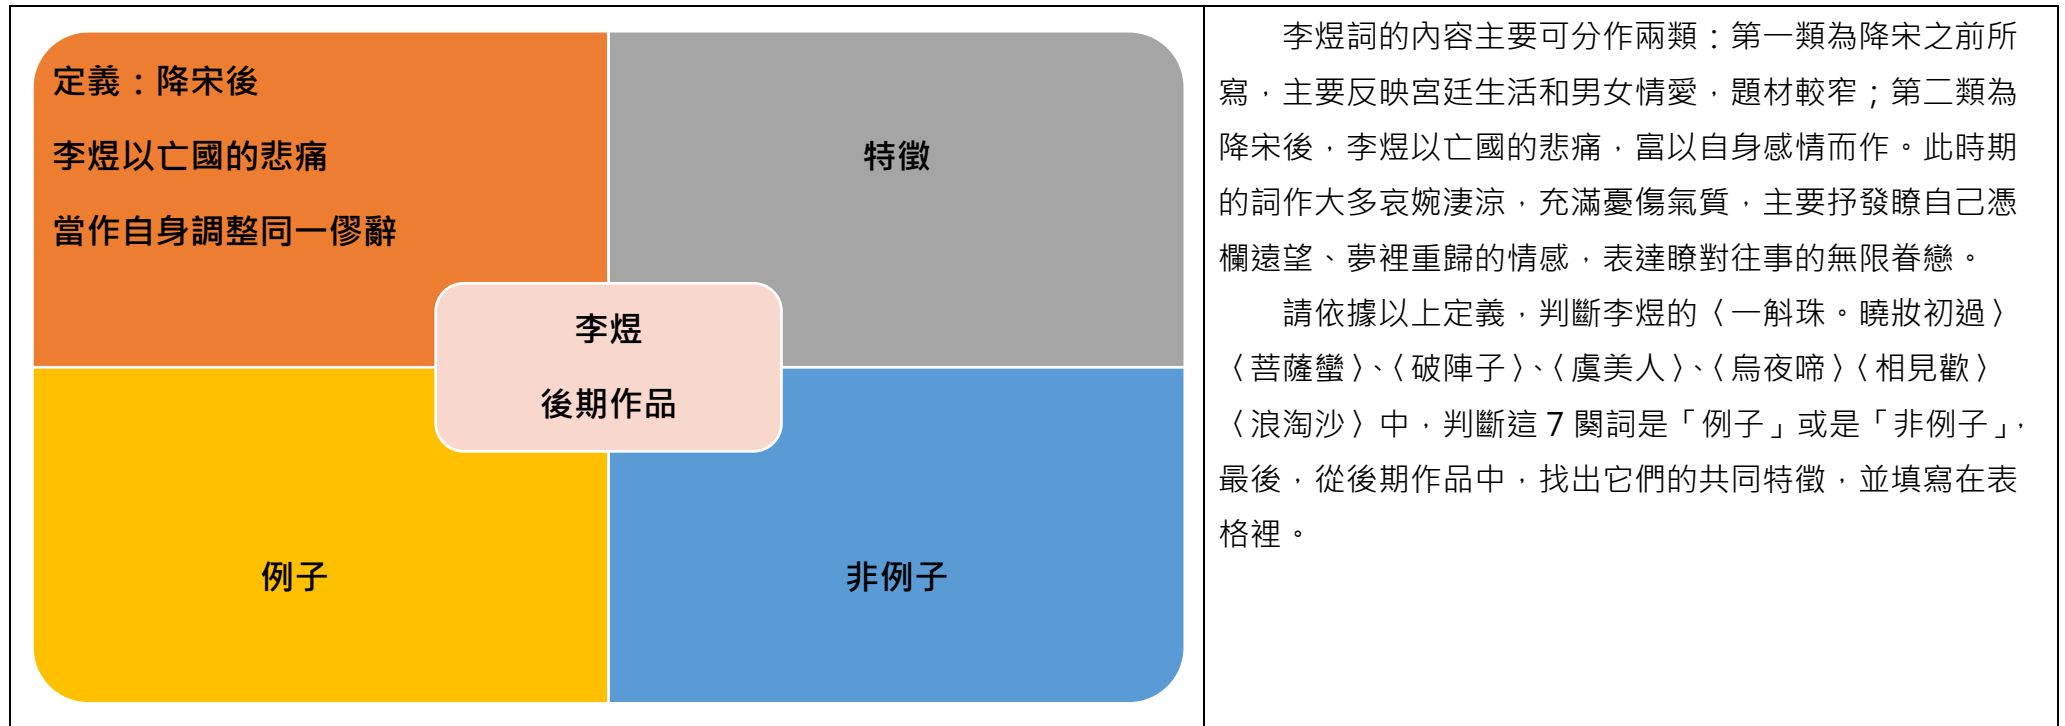 定義：降宋後
李煜以亡國的悲痛
當作自身調整同一僇辭
特徵
李煜
後期作品
例子
非例子
李煜詞的內容主要可分作兩類：第一類為降宋之前所
寫，主要反映宮廷生活和男女情愛，題材較窄；第二類為
降宋後，李煜以亡國的悲痛，富以自身感情而作。此時期
的詞作大多哀婉淒涼，充滿憂傷氣質，主要抒發瞭自己憑
欄遠望、夢裡重歸的情感，表達瞭對往事的無限眷戀。
請依據以上定義，判斷李煜的〈一斛珠。曉妝初過〉
〈菩薩蠻〉、〈破陣子〉、〈虞美人〉、〈烏夜啼〉〈相見歡〉
〈浪淘沙〉中，判斷這 7 闋詞是「例子」或是「非例子」，
最後，從後期作品中，找出它們的共同特徵，並填寫在表
格裡。